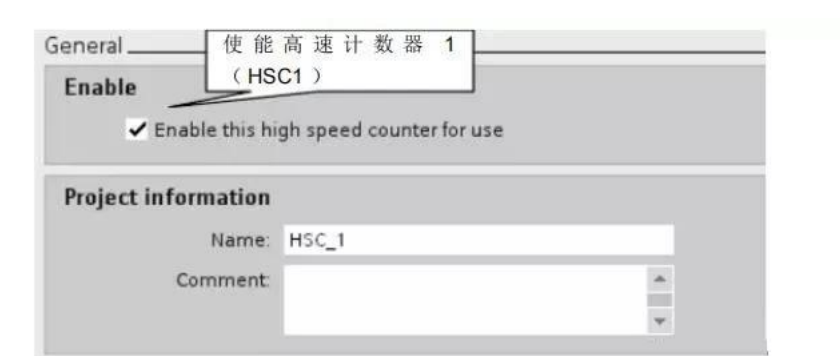 General
使能高速计数器 1
（HSC1）
Enable
Enable this high speed counter for use
Project information
Name: HSC_1
Comment: